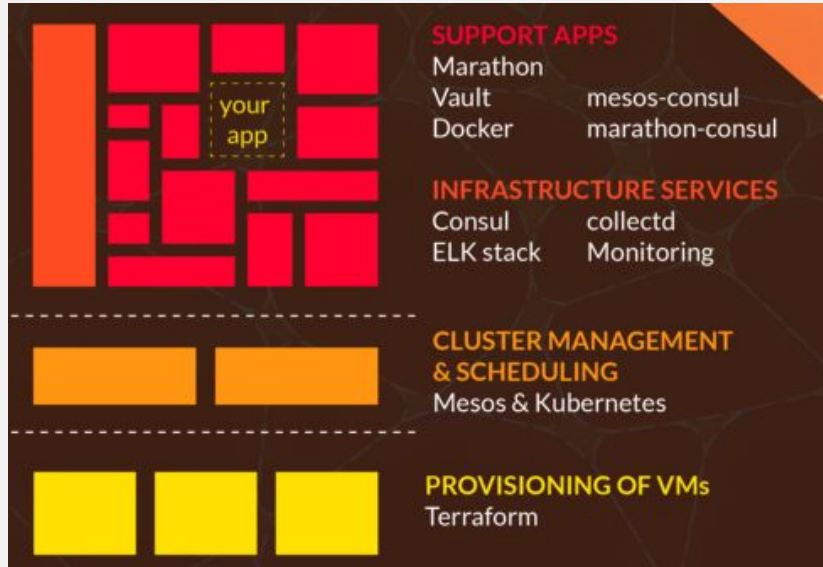 your
app
SUPPORT APPS
Marathon
Vault mesos-consul
Docker marathon-consul
INFRASTRUCTURE SERVICES
Consul collectd
ELK stack Monitoring
CLUSTER MANAGEMENT
& SCHEDULING
Mesos & Kubernetes
PROVISIONING OF VMs
Terraform